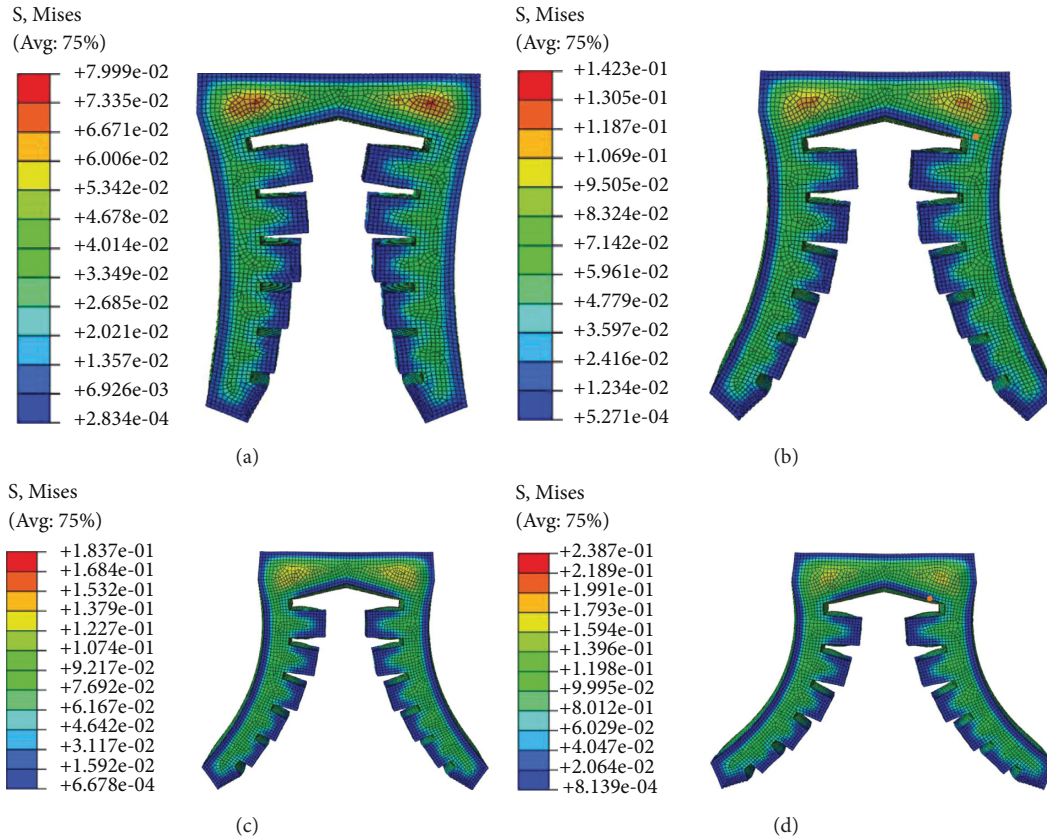 S, Mises
(Avg: 75%)
+7.999e-02
+7.335e-02
+6.671e-02
+6.006e-02
+5.342e-02
+4.678e-02
+4.014e-02
+3.349e-02
+2.685e-02
+2.021e-02
+1.357e-02
+6.926e-03
+2.834e-04
(a)
S, Mises
(Avg: 75%)
+1.423e-01
+1.305e-01
+1.187e-01
+1.069e-01
+9.505e-02
+8.324e-02
+7.142e-02
+5.961e-02
+4.779e-02
+3.597e-02
+2.416e-02
+1.234e-02
+5.271e-04
(b)
S, Mises
(Avg: 75%)
+1.837e-01
+1.684e-01
+1.532e-01
+1.379e-01
+1.227e-01
+1.074e-01
+9.217e-02
+7.692e-02
+6.167e-02
+4.642e-02
+3.117e-02
+1.592e-02
+6.678e-04
(c)
S, Mises
(Avg: 75%)
+2.387e-01
+2.189e-01
+1.991e-01
+1.793e-01
+1.594e-01
+1.396e-01
+1.198e-01
+9.995e-02
+8.012e-01
+6.029e-02
+4.047e-02
+2.064e-02
+8.139e-04
(d)